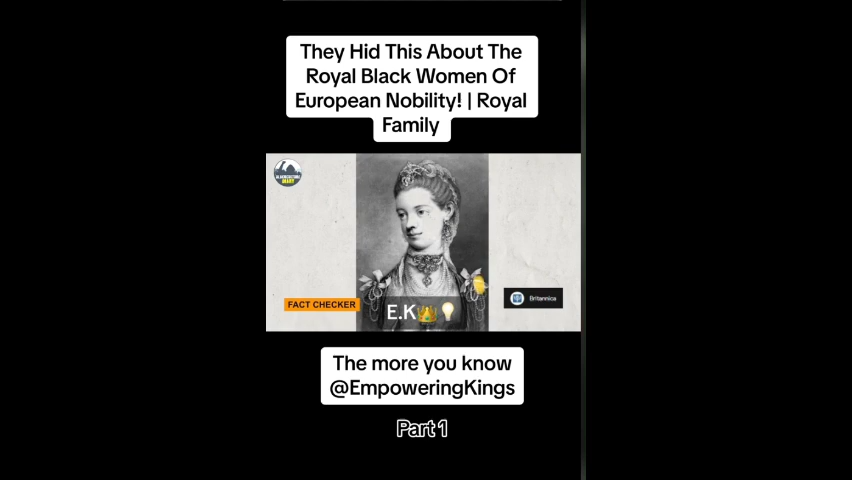 They Hid This About The
Royal Black Women Of
European Nobility! | Royal
Family
FACT CHECKER
E.K👑💡
Britannica
The more you know
@EmpoweringKings
Part 1